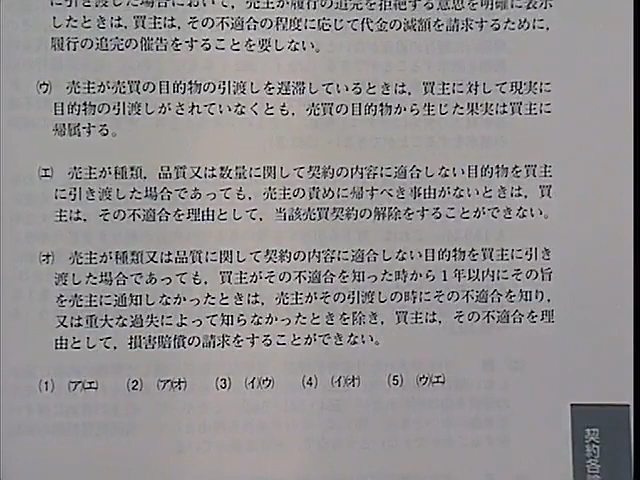 に引き渡した場合において，売主が履行の追完を拒絶する意思を明確に表示
したときは，買主は，その不適合の程度に応じて代金の減額を請求するために，
履行の追完の催告をすることを要しない。
(ウ) 売主が売買の目的物の引渡しを遅滞しているときは，買主に対して現実に
目的物の引渡しがされていなくとも，売買の目的物から生じた果実は買主に
帰属する。
(エ) 売主が種類，品質又は数量に関して契約の内容に適合しない目的物を買主
に引き渡した場合であっても，売主の責めに帰すべき事由がないときは，買
主は，その不適合を理由として，当該売買契約の解除をすることができない。
(オ) 売主が種類又は品質に関して契約の内容に適合しない目的物を買主に引き
渡した場合であっても，買主がその不適合を知った時から１年以内にその旨
を売主に通知しなかったときは，売主がその引渡しの時にその不適合を知り，
又は重大な過失によって知らなかったときを除き，買主は，その不適合を理
由として，損害賠償の請求をすることができない。
(1) (ア)(エ) (2) (ア)(オ) (3) (イ)(ウ) (4) (イ)(オ) (5) (ウ)(エ)
契約各